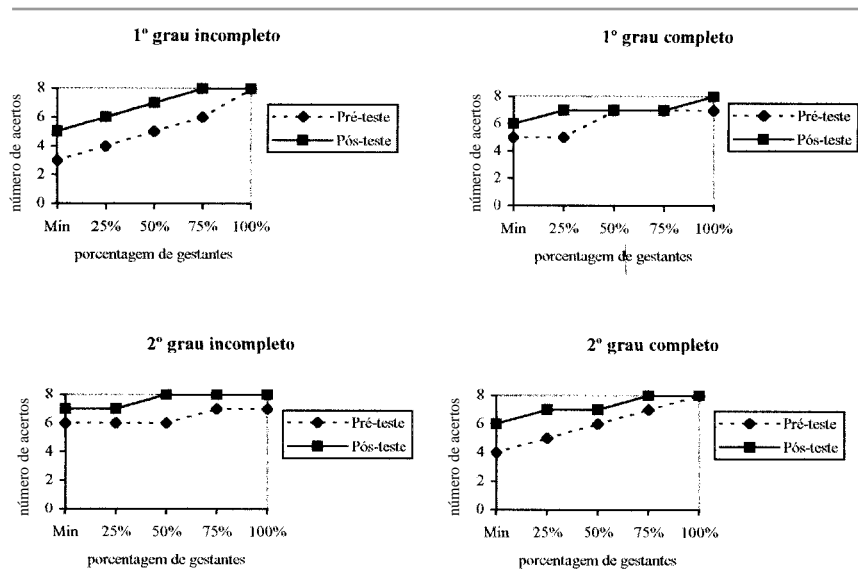 1º grau incompleto
número de acertos
8
6
4
2
0
Min 25% 50% 75% 100%
porcentagem de gestantes
Pré-teste
Pós-teste
1º grau completo
número de acertos
8
6
4
2
0
Min 25% 50% 75% 100%
porcentagem de gestantes
Pré-teste
Pós-teste
2º grau incompleto
número de acertos
8
6
4
2
0
Min 25% 50% 75% 100%
porcentagem de gestantes
Pré-teste
Pós-teste
2º grau completo
número de acertos
8
6
4
2
0
Min 25% 50% 75% 100%
porcentagem de gestantes
Pré-teste
Pós-teste